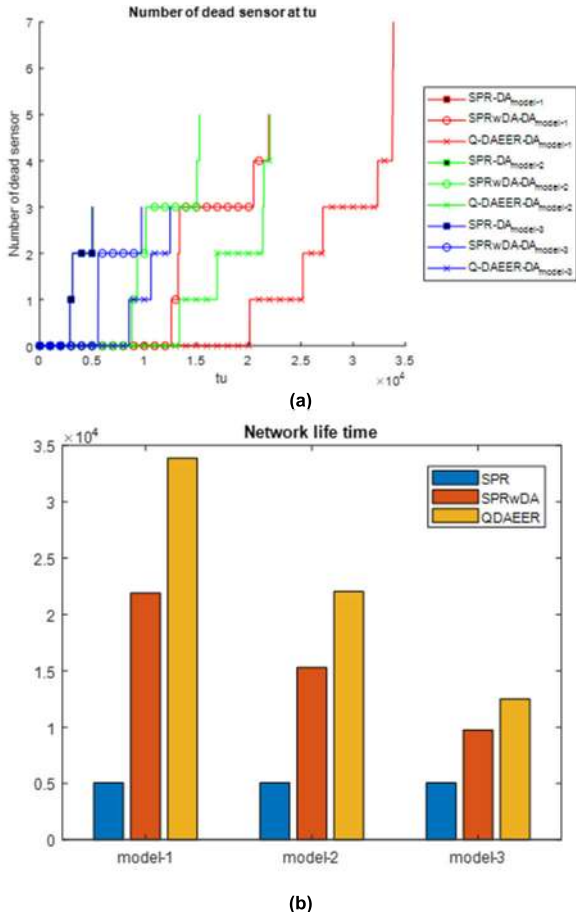 Number of dead sensor at tu
Number of dead sensor
7
6
5
4
3
2
1
0
0 0.5 1 1.5 2 2.5 3 3.5
tu
×10⁴
SPR-DAmodel-1
SPRwDA-DAmodel-1
Q-DAEER-DAmodel-1
SPR-DAmodel-2
SPRwDA-DAmodel-2
Q-DAEER-DAmodel-2
SPR-DAmodel-3
SPRwDA-DAmodel-3
Q-DAEER-DAmodel-3
(a)
Network life time
×10⁴
3.5
3
2.5
2
1.5
1
0.5
0
SPR
SPRwDA
QDAEER
model-1 model-2 model-3
(b)